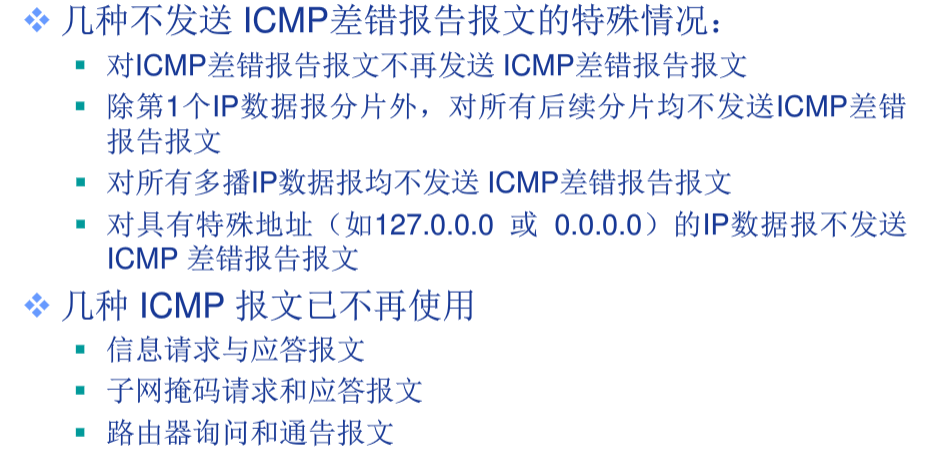 几种不发送 ICMP差错报告报文的特殊情况：
对ICMP差错报告报文不再发送 ICMP差错报告报文
除第1个IP数据报分片外，对所有后续分片均不发送ICMP差错
报告报文
对所有多播IP数据报均不发送 ICMP差错报告报文
对具有特殊地址（如127.0.0.0 或 0.0.0.0）的IP数据报不发送
ICMP 差错报告报文
几种 ICMP 报文已不再使用
信息请求与应答报文
子网掩码请求和应答报文
路由器询问和通告报文